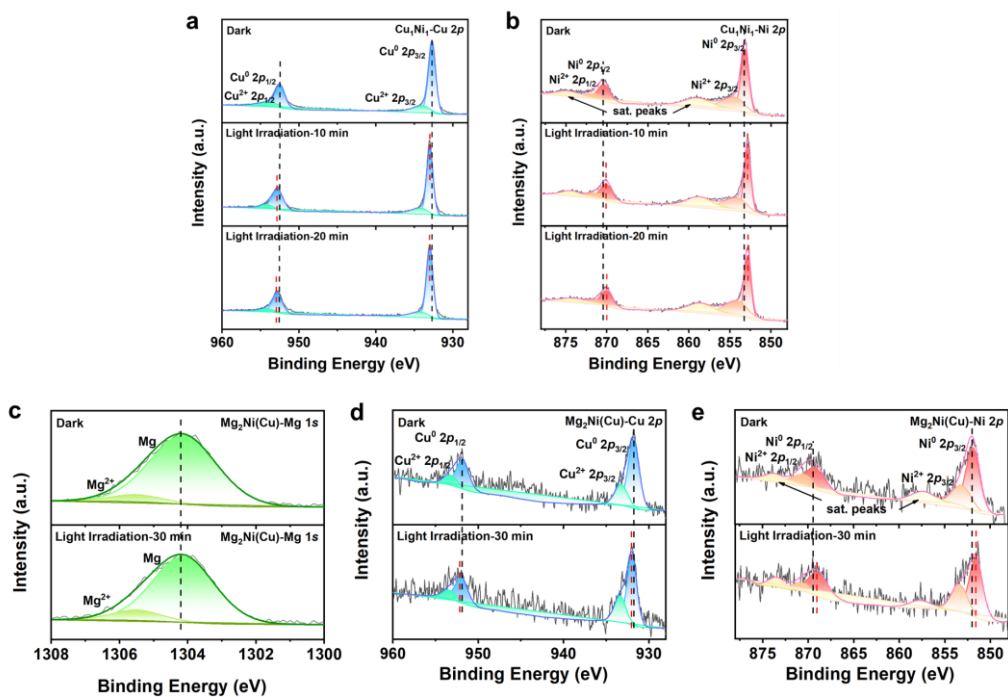 a
Dark
Cu₁Ni₁-Cu 2p
Cu⁰ 2p₃/₂
Cu⁰ 2p₁/₂
Cu²⁺ 2p₁/₂
Cu²⁺ 2p₃/₂
Light Irradiation-10 min
Light Irradiation-20 min
Intensity (a.u.)
960 950 940 930
Binding Energy (eV)
b
Dark
Cu₁Ni₁-Ni 2p
Ni⁰ 2p₃/₂
Ni⁰ 2p₁/₂
Ni²⁺ 2p₁/₂
Ni²⁺ 2p₃/₂
sat. peaks
Light Irradiation-10 min
Light Irradiation-20 min
Intensity (a.u.)
875 870 865 860 855 850
Binding Energy (eV)
c
Dark
Mg₂Ni(Cu)-Mg 1s
Mg
Mg²⁺
Light Irradiation-30 min
Mg₂Ni(Cu)-Mg 1s
Mg
Mg²⁺
Intensity (a.u.)
1308 1306 1304 1302 1300
Binding Energy (eV)
d
Dark
Mg₂Ni(Cu)-Cu 2p
Cu⁰ 2p₁/₂
Cu⁰ 2p₃/₂
Cu²⁺ 2p₁/₂
Cu²⁺ 2p₃/₂
Light Irradiation-30 min
Intensity (a.u.)
960 950 940 930
Binding Energy (eV)
e
Dark
Mg₂Ni(Cu)-Ni 2p
Ni⁰ 2p₁/₂
Ni⁰ 2p₃/₂
Ni²⁺ 2p₁/₂
Ni²⁺ 2p₃/₂
sat. peaks
Light Irradiation-30 min
Intensity (a.u.)
875 870 865 860 855 850
Binding Energy (eV)